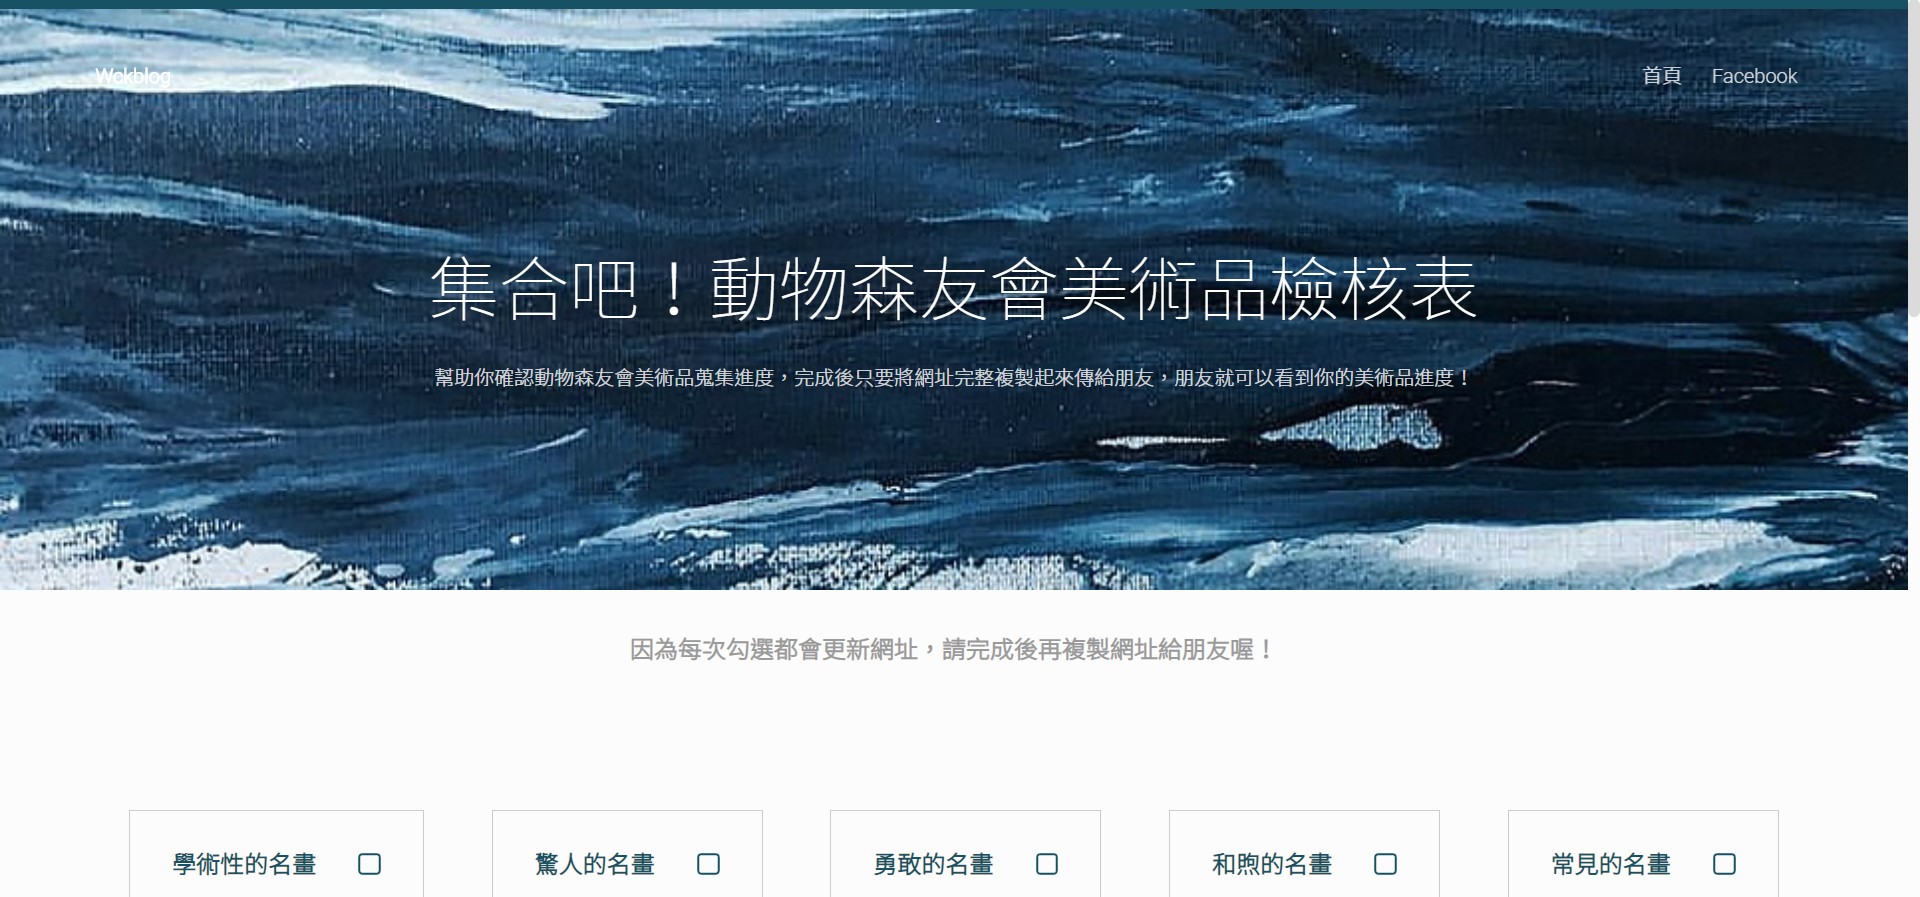 Wckblog
首頁 Facebook
集合吧！動物森友會美術品檢核表
幫助你確認動物森友會美術品蒐集進度，完成後只要將網址完整複製起來傳給朋友，朋友就可以看到你的美術品進度！
因為每次勾選都會更新網址，請完成後再複製網址給朋友喔！
學術性的名畫
驚人的名畫
勇敢的名畫
和煦的名畫
常見的名畫